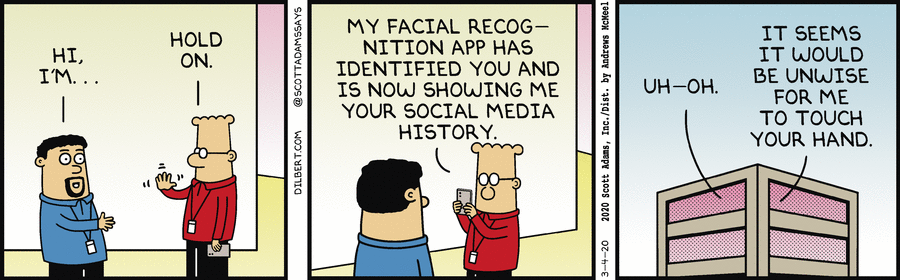 HI,
I'M...
HOLD
ON.
DILBERT.COM @SCOTTADAMSSAYS
MY FACIAL RECOG-
NITION APP HAS
IDENTIFIED YOU AND
IS NOW SHOWING ME
YOUR SOCIAL MEDIA
HISTORY.
3-4-20 2020 Scott Adams, Inc./Dist. by Andrews McMeel
UH-OH.
IT SEEMS
IT WOULD
BE UNWISE
FOR ME
TO TOUCH
YOUR HAND.